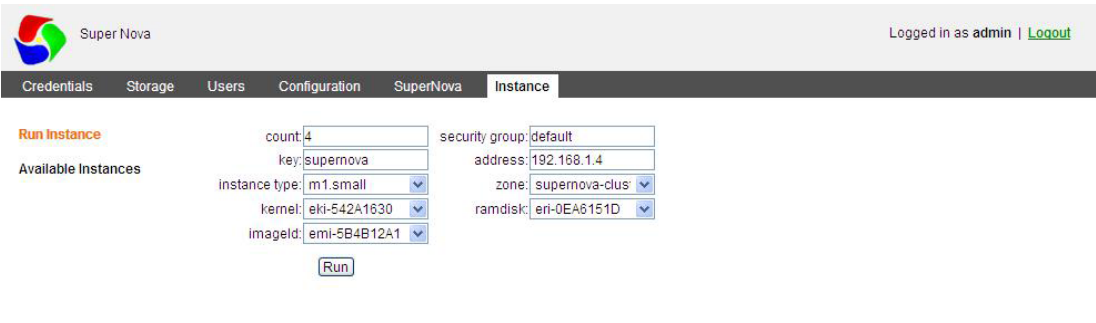 Super Nova
Logged in as admin | Logout
Credentials Storage Users Configuration SuperNova Instance
Run Instance
Available Instances
count: 4 security group: default
key: supernova address: 192.168.1.4
instance type: m1.small zone: supernova-clus
kernel: eki-542A1630 ramdisk: eri-0EA6151D
imageId: emi-5B4B12A1
Run